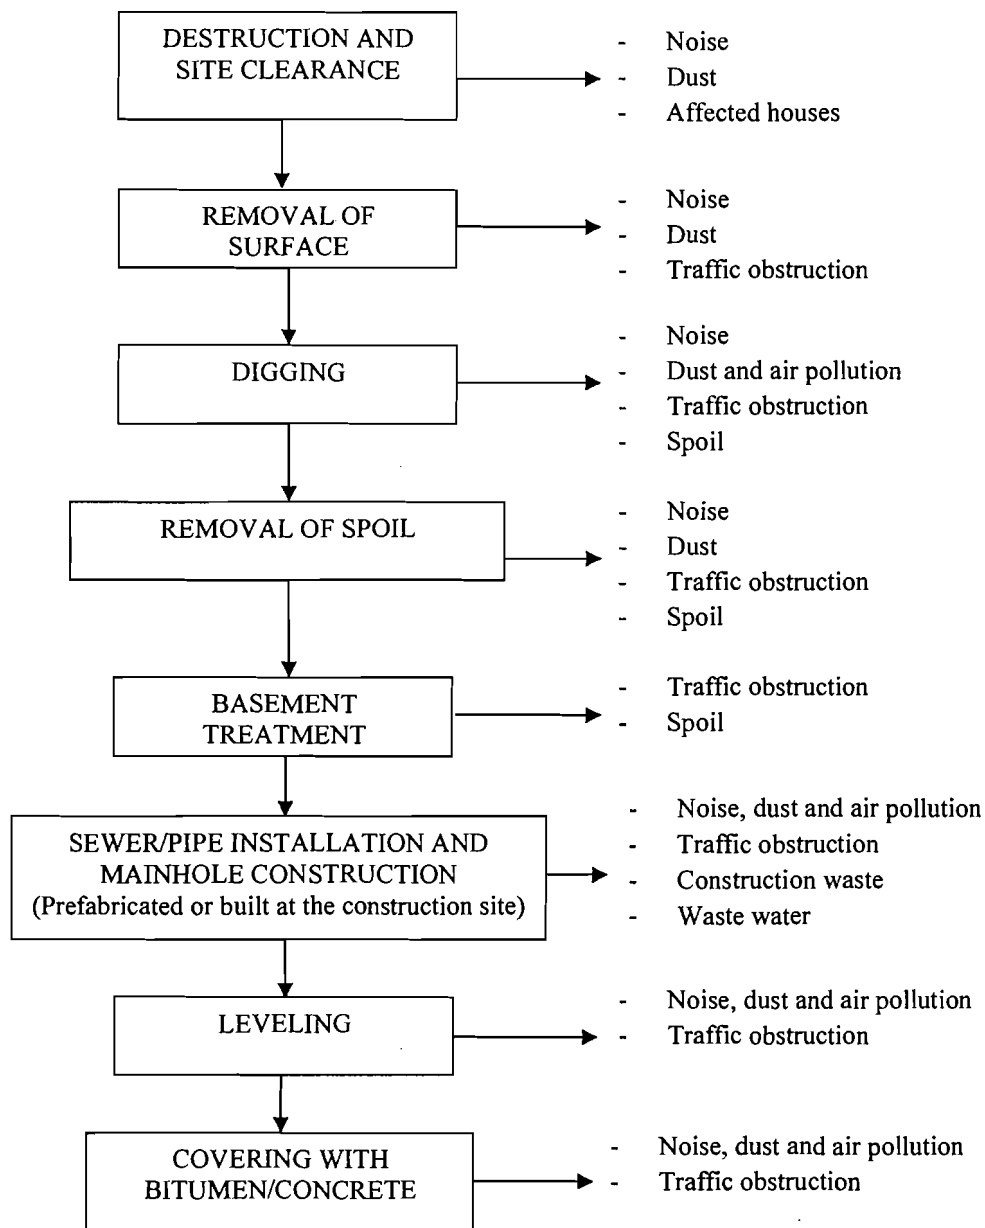 DESTRUCTION AND
SITE CLEARANCE
- Noise
- Dust
- Affected houses
REMOVAL OF
SURFACE
- Noise
- Dust
- Traffic obstruction
DIGGING
- Noise
- Dust and air pollution
- Traffic obstruction
- Spoil
REMOVAL OF SPOIL
- Noise
- Dust
- Traffic obstruction
- Spoil
BASEMENT
TREATMENT
- Traffic obstruction
- Spoil
SEWER/PIPE INSTALLATION AND
MAINHOLE CONSTRUCTION
(Prefabricated or built at the construction site)
- Noise, dust and air pollution
- Traffic obstruction
- Construction waste
- Waste water
LEVELING
- Noise, dust and air pollution
- Traffic obstruction
COVERING WITH
BITUMEN/CONCRETE
- Noise, dust and air pollution
- Traffic obstruction